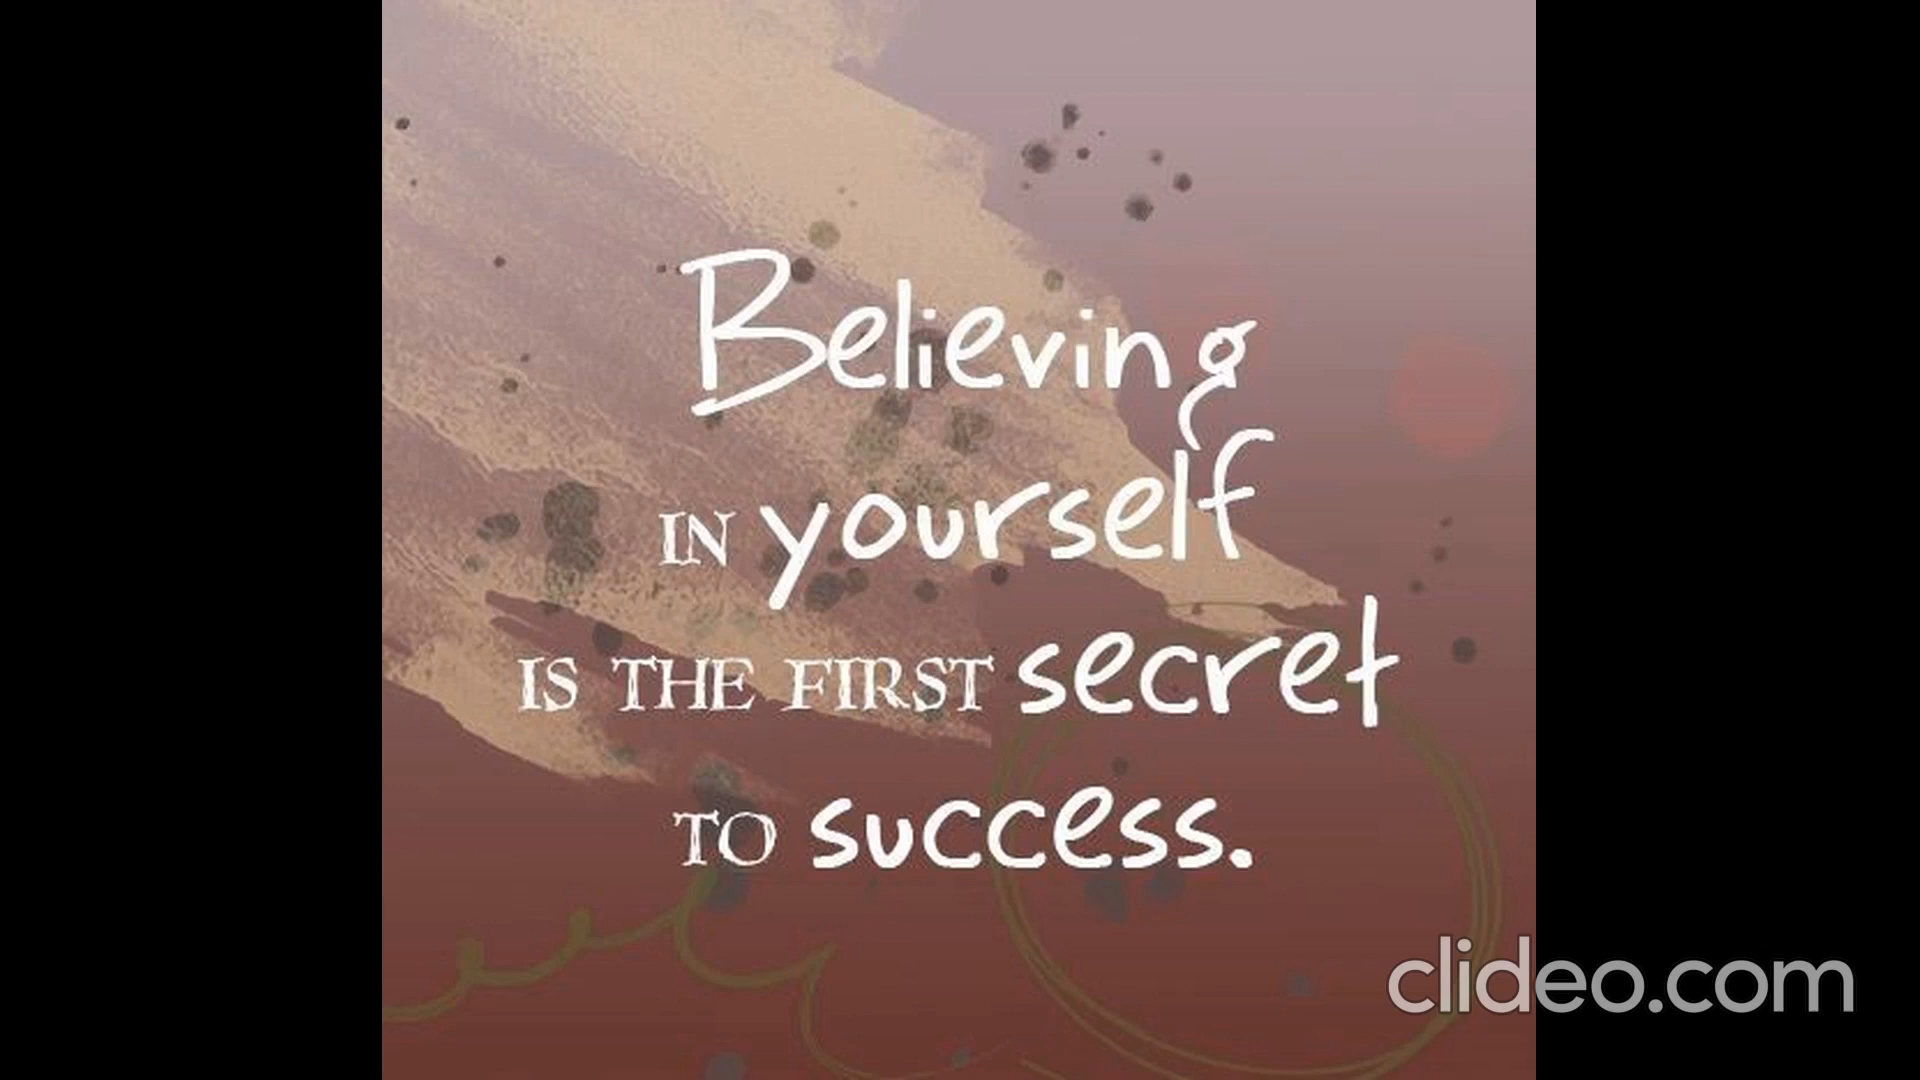 Believing
IN yourself
IS THE FIRST secret
TO success.
clideo.com